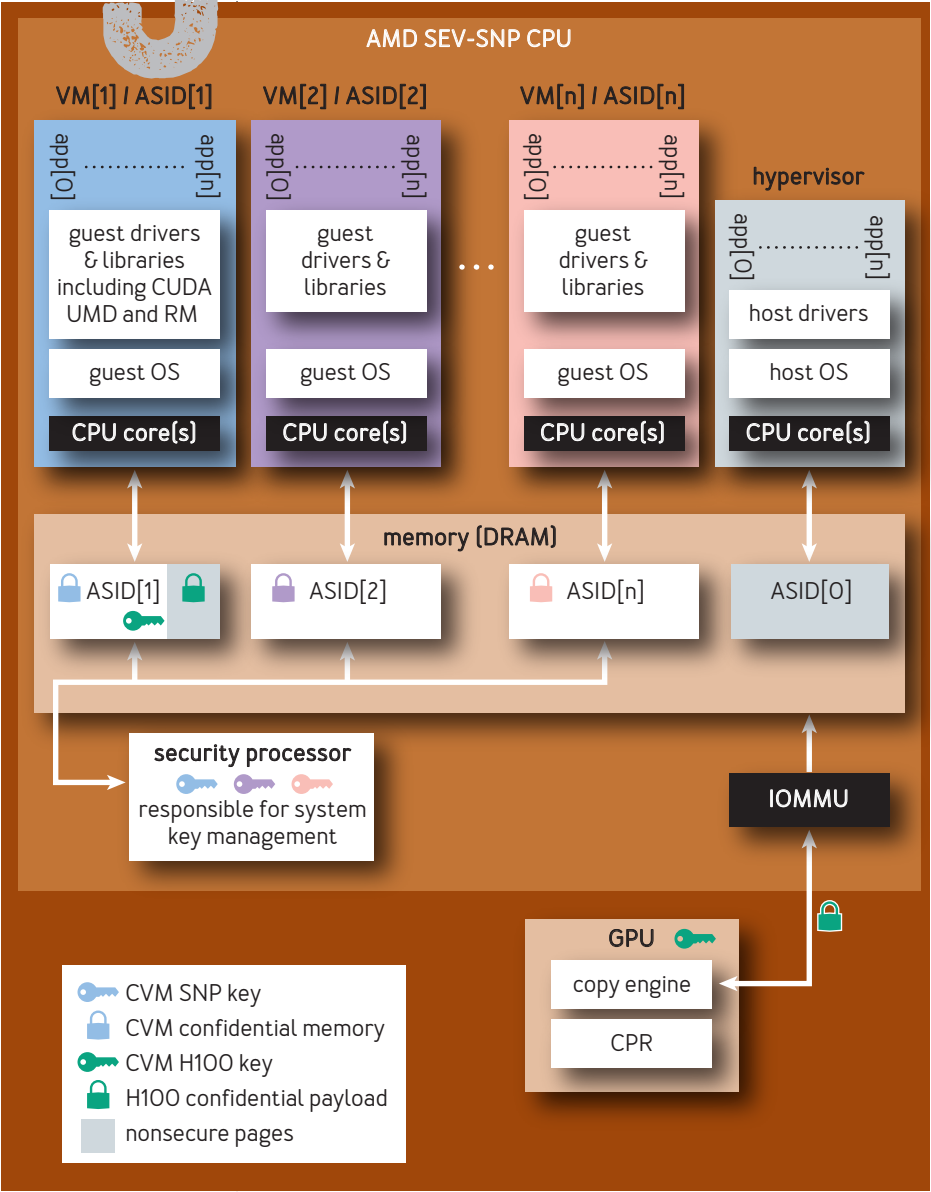 AMD SEV-SNP CPU
VM[1] / ASID[1]
app[0]
app[n]
guest drivers
& libraries
including CUDA
UMD and RM
guest OS
CPU core(s)
VM[2] / ASID[2]
app[0]
app[n]
guest
drivers &
libraries
guest OS
CPU core(s)
...
VM[n] / ASID[n]
app[0]
app[n]
guest
drivers &
libraries
guest OS
CPU core(s)
hypervisor
app[0]
app[n]
host drivers
host OS
CPU core(s)
memory (DRAM)
ASID[1]
ASID[2]
ASID[n]
ASID[0]
security processor
responsible for system
key management
IOMMU
GPU
copy engine
CPR
CVM SNP key
CVM confidential memory
CVM H100 key
H100 confidential payload
nonsecure pages